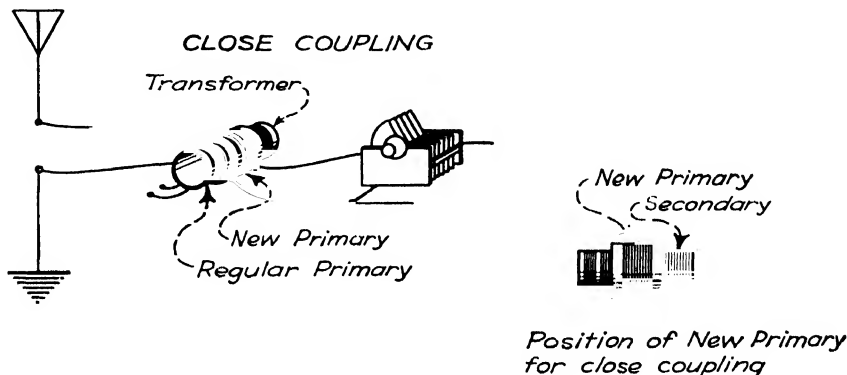 CLOSE COUPLING
Transformer
New Primary
Regular Primary
New Primary
Secondary
Position of New Primary
for close coupling